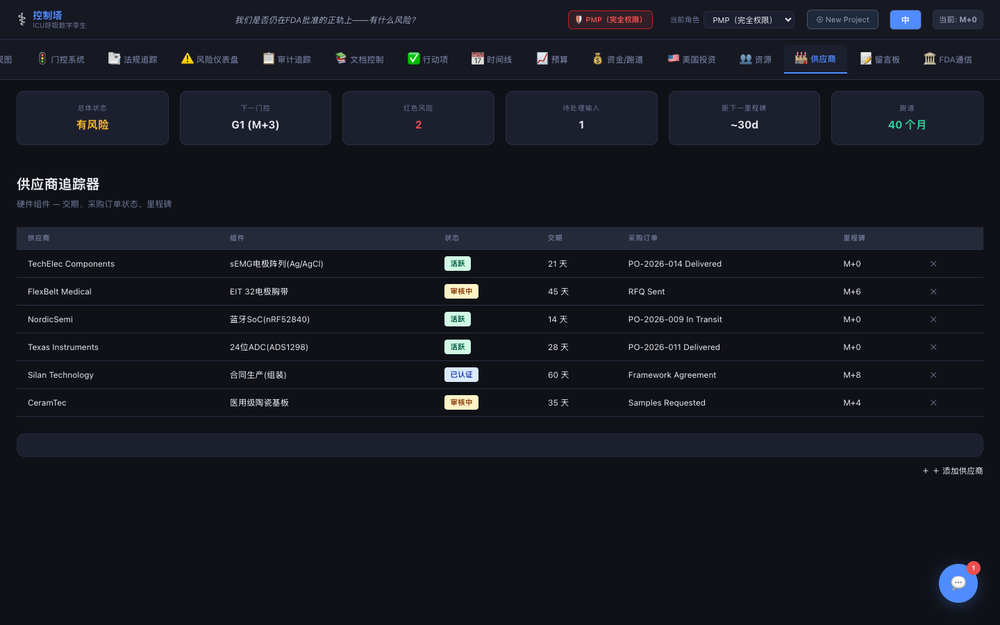 控制塔
ICU呼吸数字孪生
我们是否仍在FDA批准的正轨上——有什么风险?
PMP（完全权限）
当前角色
PMP（完全权限）
New Project
中
当前: M+0
视图
门控系统
法规追踪
风险仪表盘
审计追踪
文档控制
行动项
时间线
预算
资金/跑道
美国投资
资源
供应商
留言板
FDA通信
总体状态
有风险
下一门控
G1 (M+3)
红色风险
2
待处理输入
1
距下一里程碑
~30d
跑道
40 个月
供应商追踪器
硬件组件 — 交期、采购订单状态、里程碑
供应商 组件 状态 交期 采购订单 里程碑
TechElec Components sEMG电极阵列(Ag/AgCl) 活跃 21 天 PO-2026-014 Delivered M+0 ×
FlexBelt Medical EIT 32电极胸带 审核中 45 天 RFQ Sent M+6 ×
NordicSemi 蓝牙SoC(nRF52840) 活跃 14 天 PO-2026-009 In Transit M+0 ×
Texas Instruments 24位ADC(ADS1298) 活跃 28 天 PO-2026-011 Delivered M+0 ×
Silan Technology 合同生产(组装) 已认证 60 天 Framework Agreement M+8 ×
CeramTec 医用级陶瓷基板 审核中 35 天 Samples Requested M+4 ×
+ + 添加供应商
1